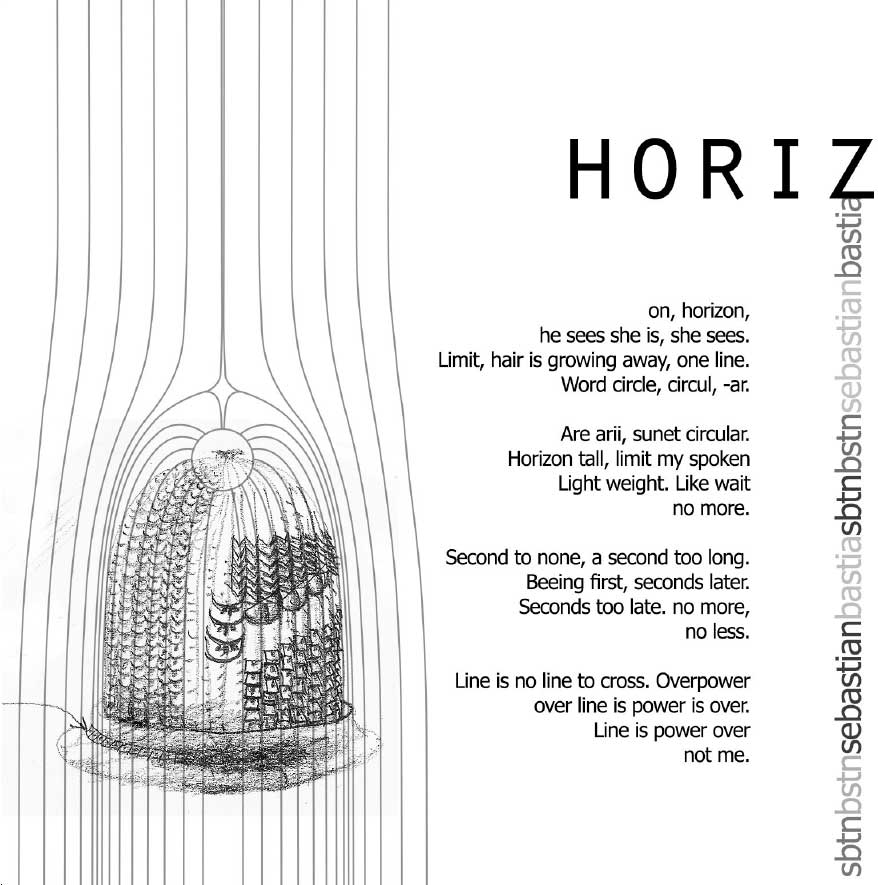 HORIZ
on, horizon,
he sees she is, she sees.
Limit, hair is growing away, one line.
Word circle, circul, -ar.
Are arii, sunet circular.
Horizon tall, limit my spoken
Light weight. Like wait
no more.
Second to none, a second too long.
Beeing first, seconds later.
Seconds too late. no more,
no less.
Line is no line to cross. Overpower
over line is power is over.
Line is power over
not me.
sbtnbstnsebastianbastiasbtnbstnsebastianbastia